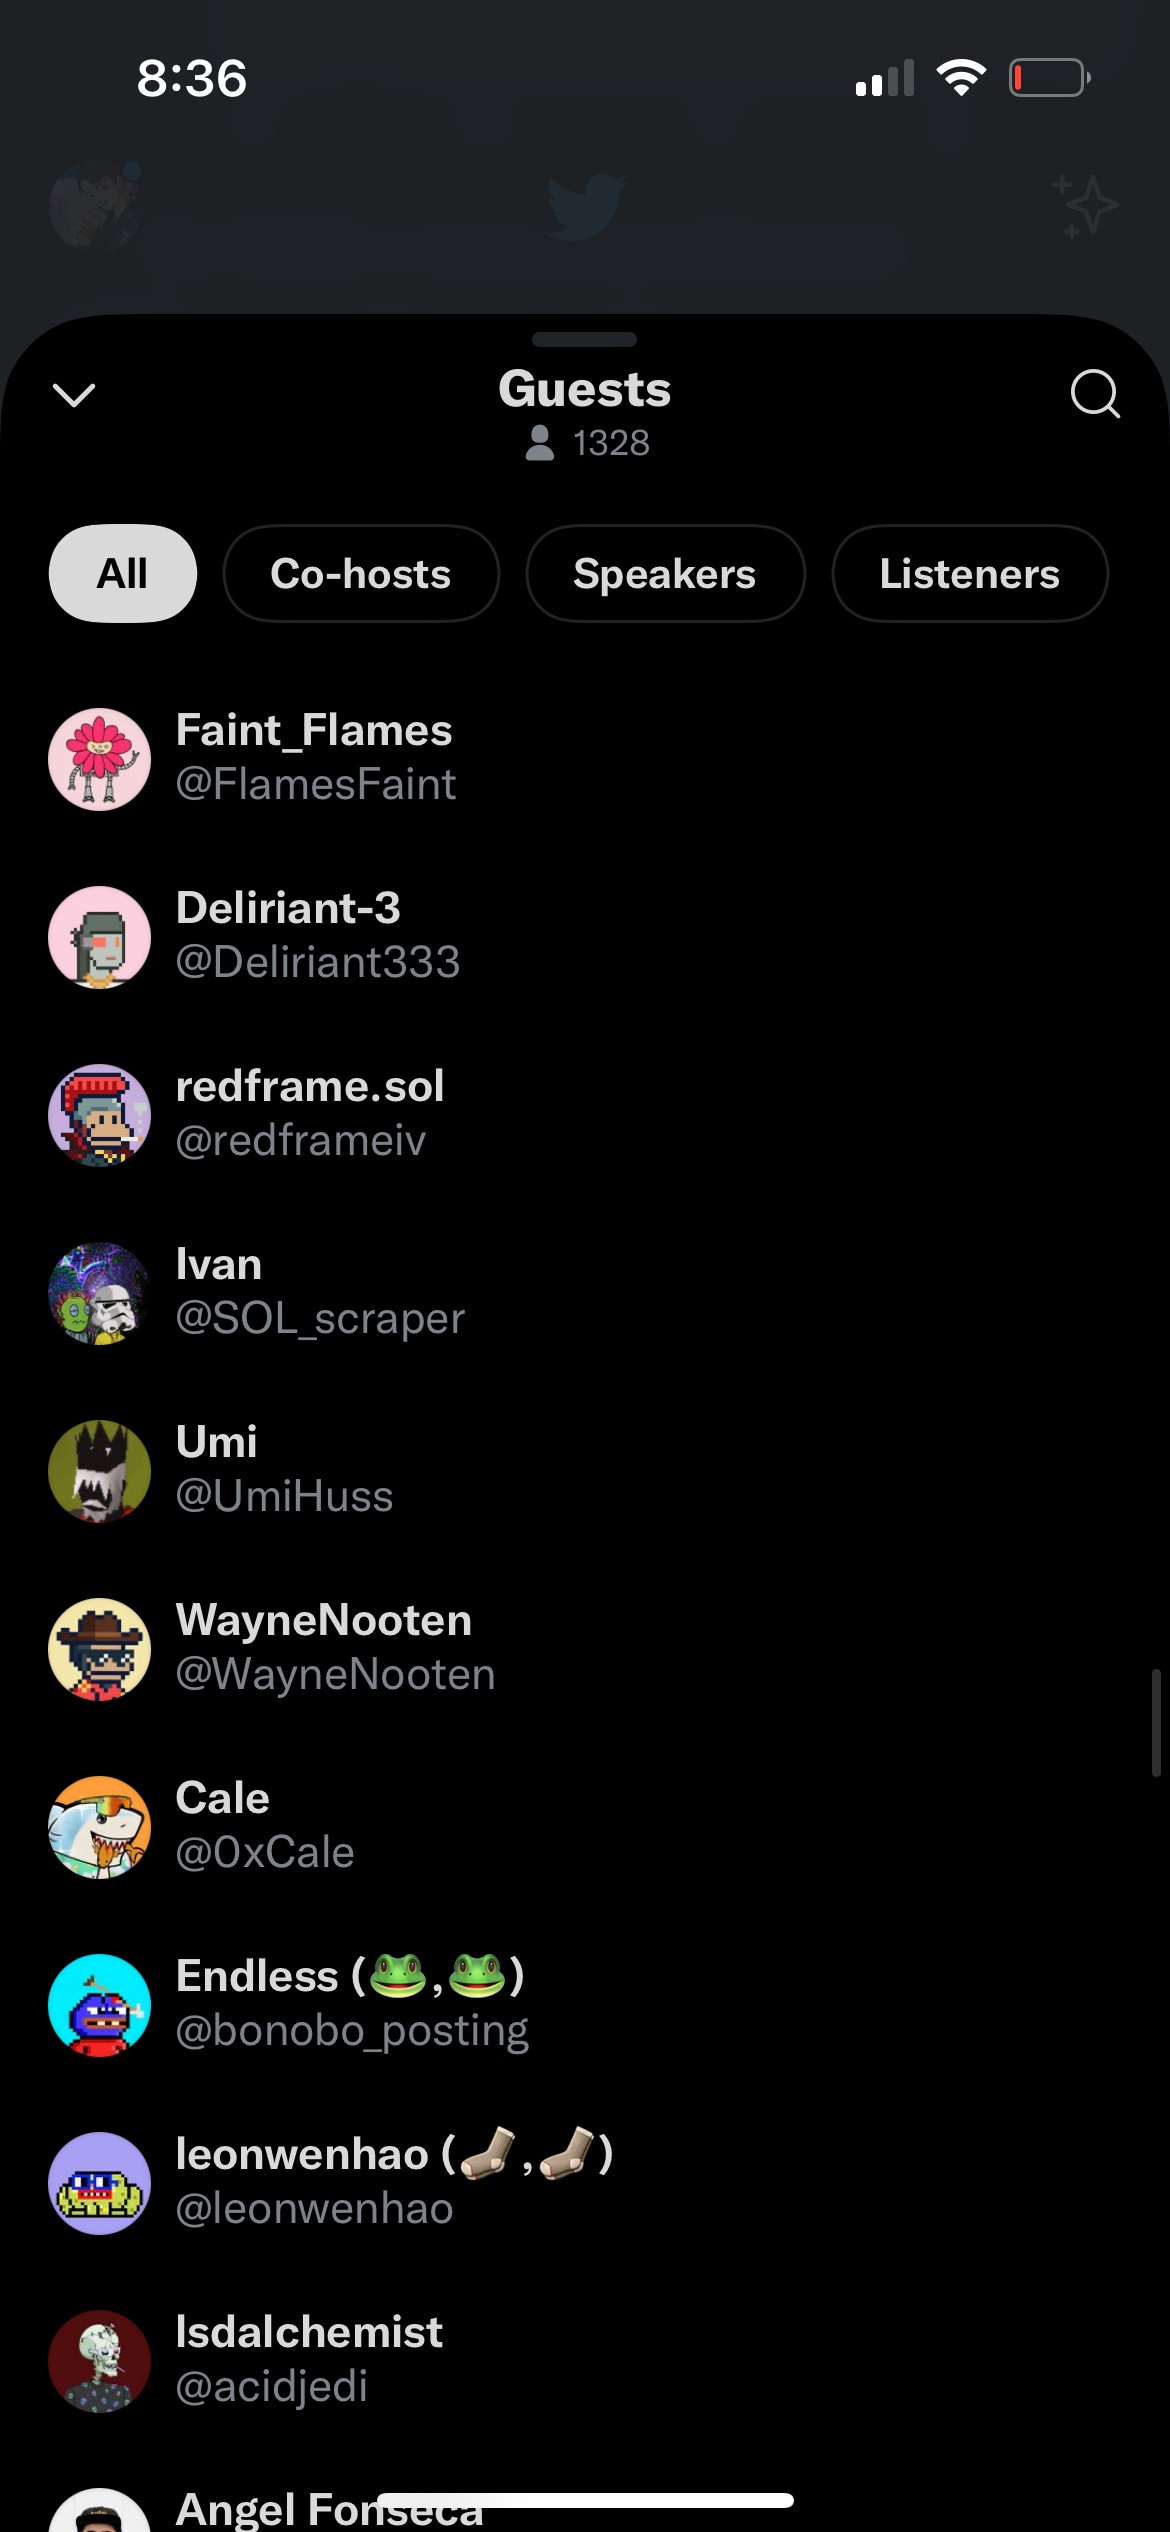 8:36
Guests
1328
All
Co-hosts
Speakers
Listeners
Faint_Flames
@FlamesFaint
Deliriant-3
@Deliriant333
redframe.sol
@redframeiv
Ivan
@SOL_scraper
Umi
@UmiHuss
WayneNooten
@WayneNooten
Cale
@0xCale
Endless (🐸,🐸)
@bonobo_posting
leonwenhao (🧦,🧦)
@leonwenhao
lsdalchemist
@acidjedi
Angel Fonseca